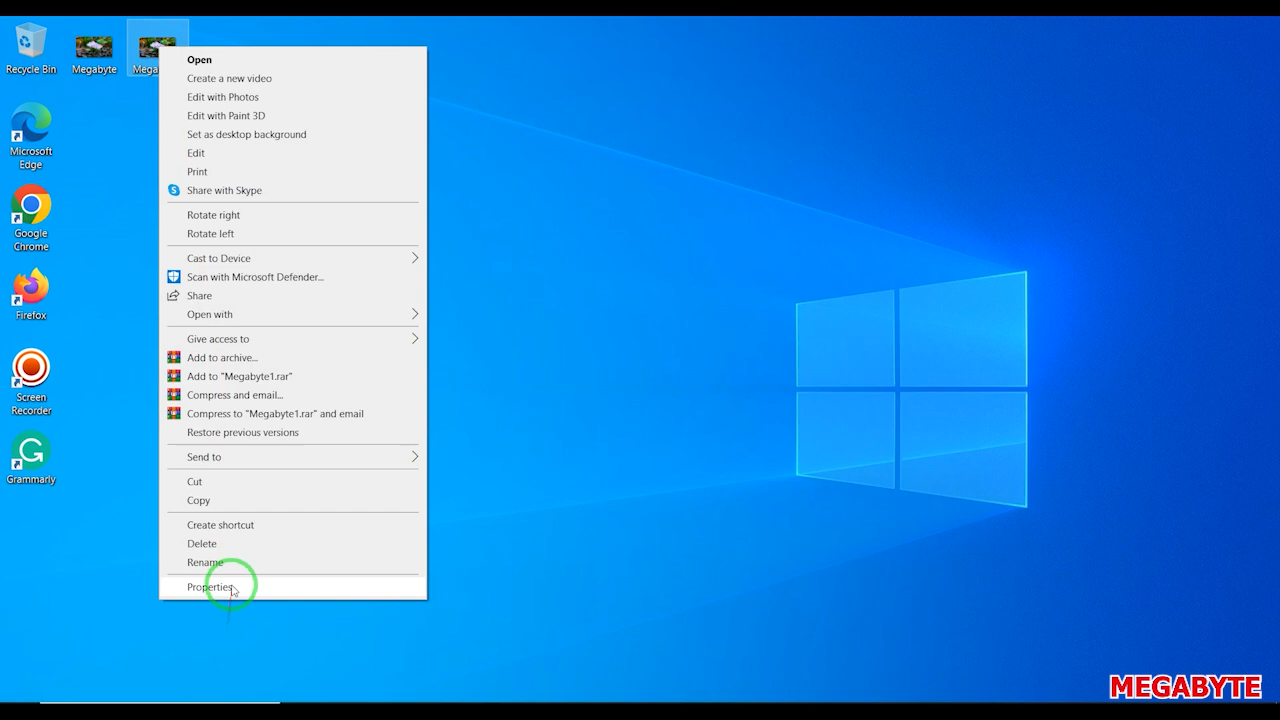 Recycle Bin
Megabyte
Mega
Microsoft
Edge
Google
Chrome
Firefox
Screen
Recorder
Grammarly
Open
Create a new video
Edit with Photos
Edit with Paint 3D
Set as desktop background
Edit
Print
Share with Skype
Rotate right
Rotate left
Cast to Device
Scan with Microsoft Defender...
Share
Open with
Give access to
Add to archive...
Add to "Megabyte1.rar"
Compress and email...
Compress to "Megabyte1.rar" and email
Restore previous versions
Send to
Cut
Copy
Create shortcut
Delete
Rename
Properties
MEGABYTE